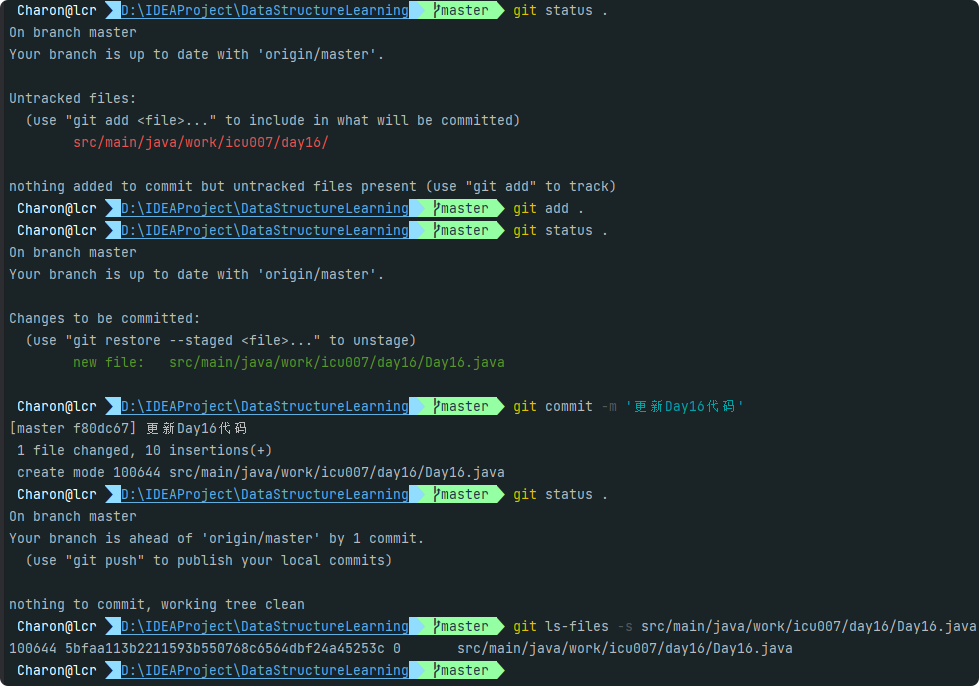 Charon@lcr D:\IDEAProject\DataStructureLearning master git status .
On branch master
Your branch is up to date with 'origin/master'.
Untracked files:
(use "git add <file>..." to include in what will be committed)
src/main/java/work/icu007/day16/
nothing added to commit but untracked files present (use "git add" to track)
Charon@lcr D:\IDEAProject\DataStructureLearning master git add .
Charon@lcr D:\IDEAProject\DataStructureLearning master git status .
On branch master
Your branch is up to date with 'origin/master'.
Changes to be committed:
(use "git restore --staged <file>..." to unstage)
new file:   src/main/java/work/icu007/day16/Day16.java
Charon@lcr D:\IDEAProject\DataStructureLearning master git commit -m '更新Day16代码'
[master f80dc67] 更新Day16代码
1 file changed, 10 insertions(+)
create mode 100644 src/main/java/work/icu007/day16/Day16.java
Charon@lcr D:\IDEAProject\DataStructureLearning master git status .
On branch master
Your branch is ahead of 'origin/master' by 1 commit.
(use "git push" to publish your local commits)
nothing to commit, working tree clean
Charon@lcr D:\IDEAProject\DataStructureLearning master git ls-files -s src/main/java/work/icu007/day16/Day16.java
100644 5bfaa113b2211593b550768c6564dbf24a45253c 0       src/main/java/work/icu007/day16/Day16.java
Charon@lcr D:\IDEAProject\DataStructureLearning master